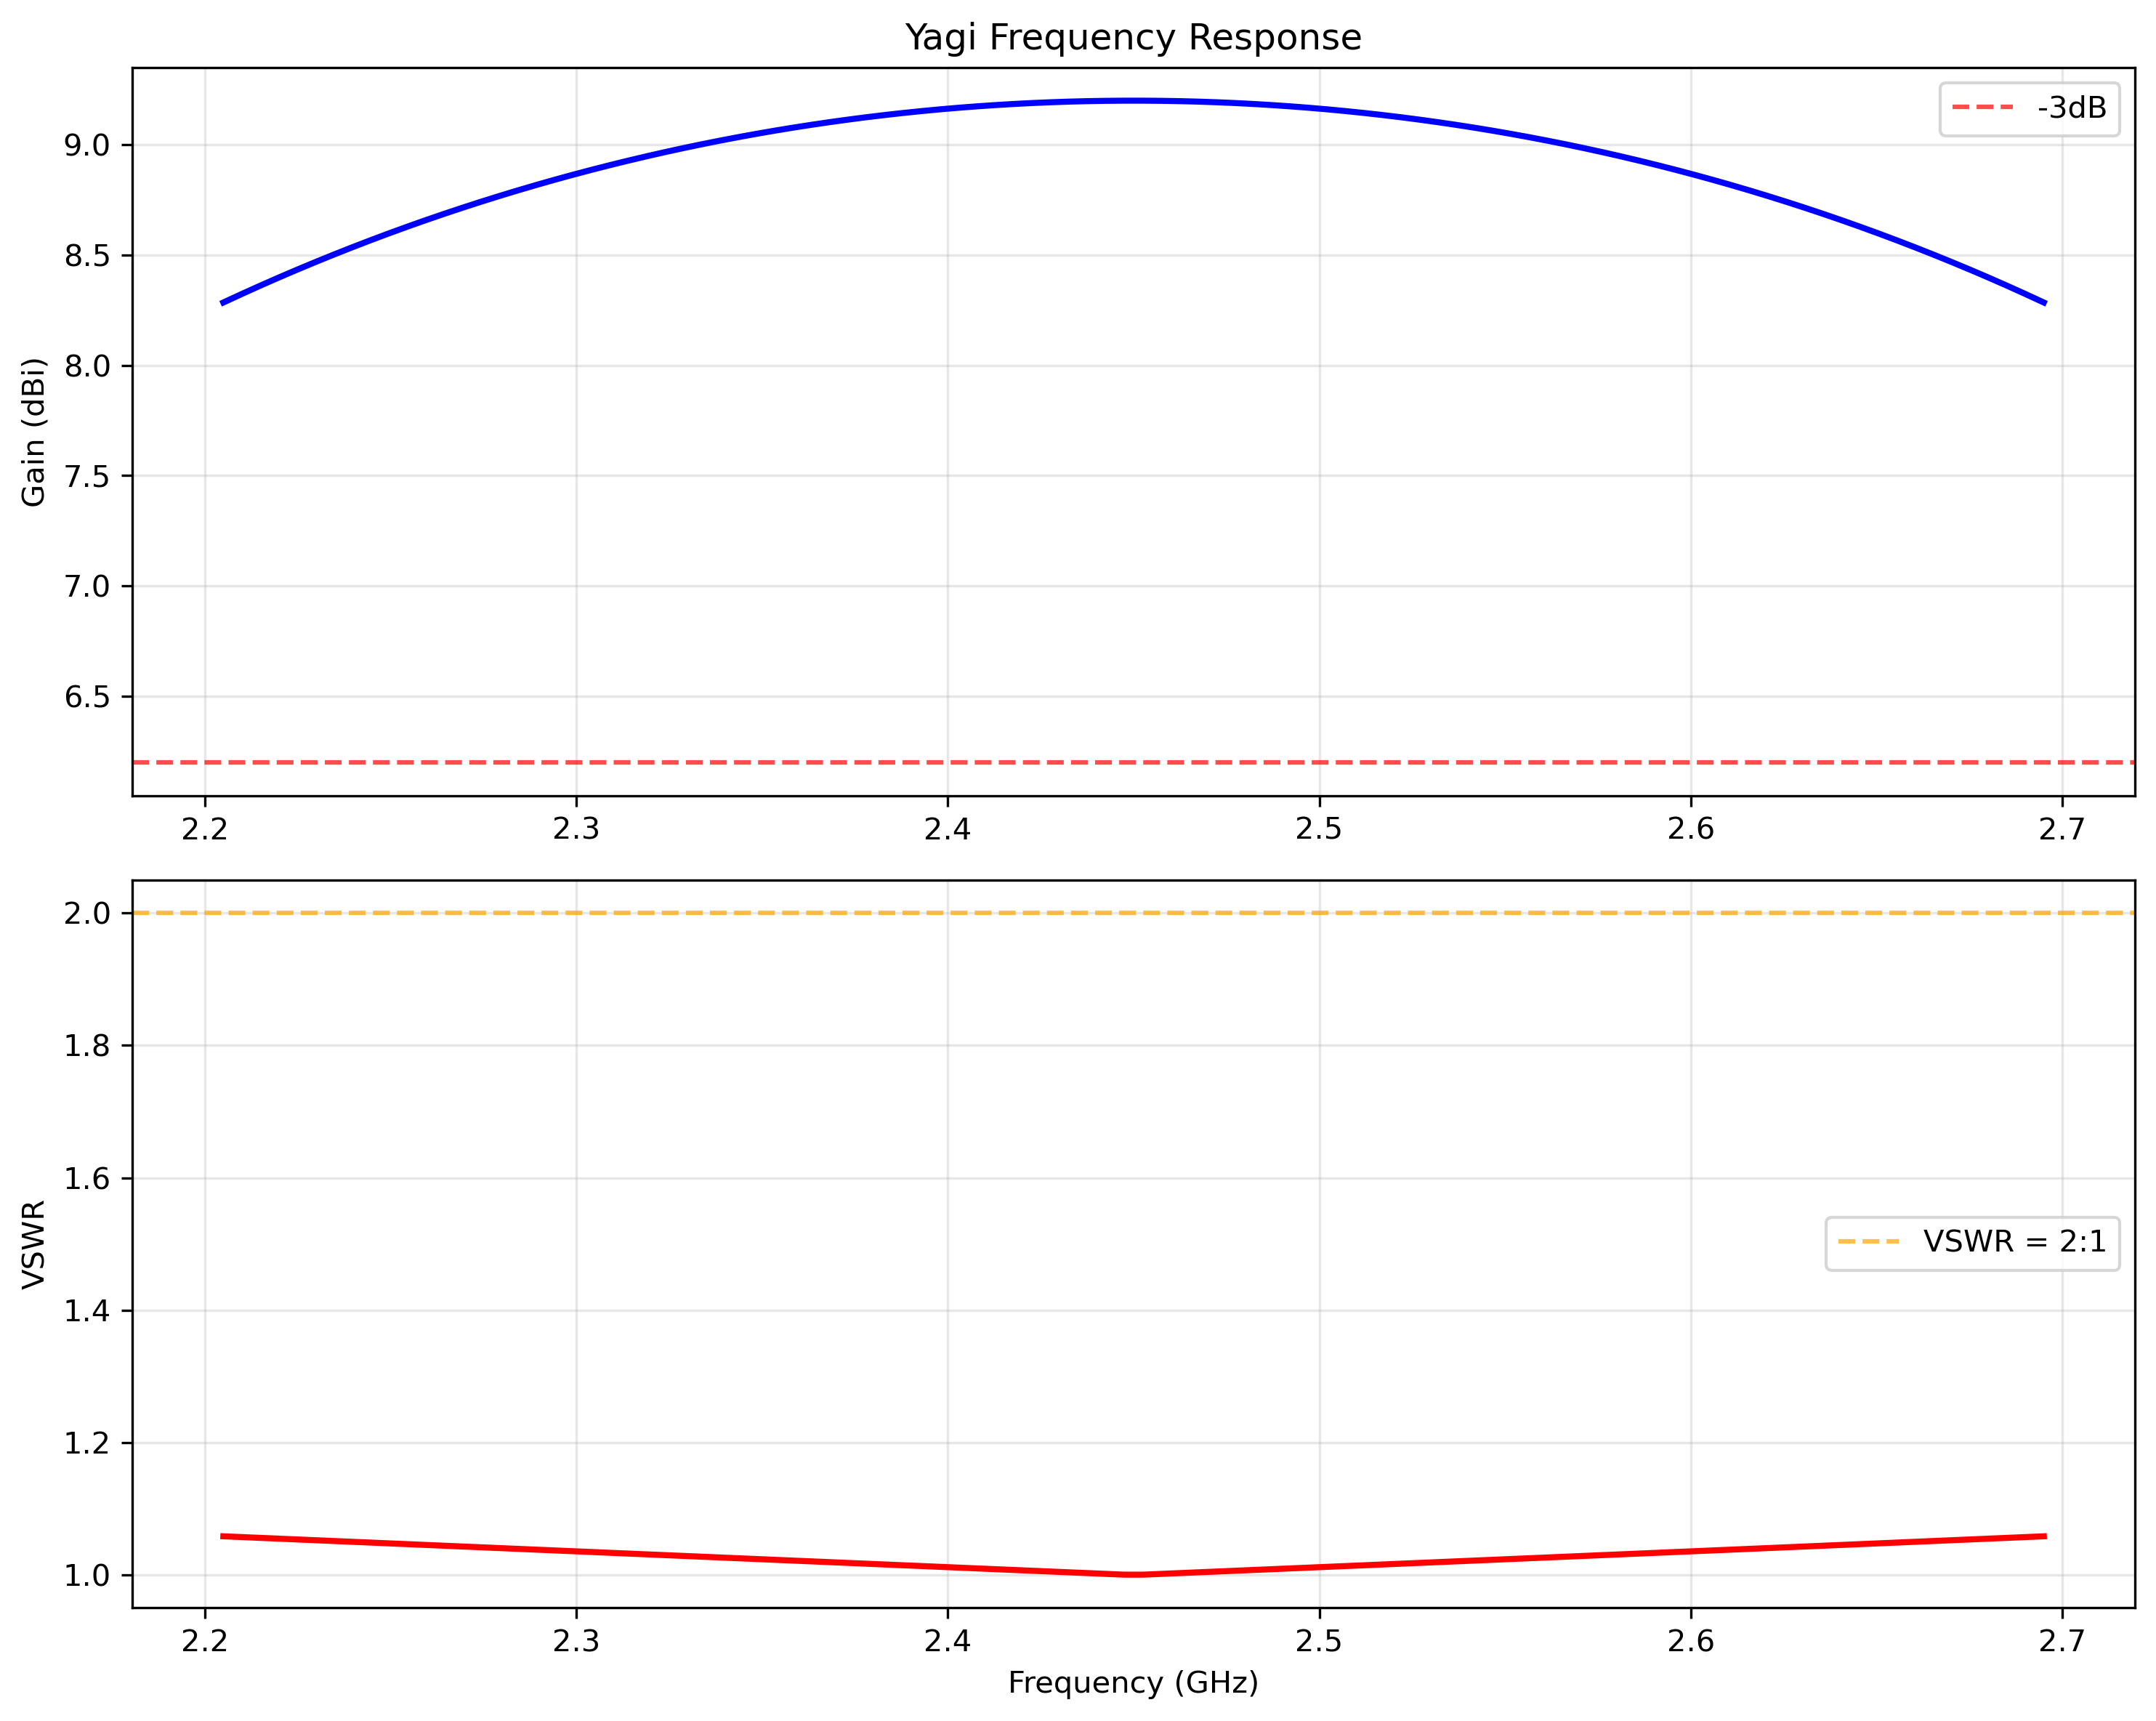 Yagi Frequency Response
-3dB
9.0
8.5
8.0
7.5
7.0
6.5
Gain (dBi)
2.2 2.3 2.4 2.5 2.6 2.7
2.0
1.8
1.6
1.4
1.2
1.0
VSWR
VSWR = 2:1
2.2 2.3 2.4 2.5 2.6 2.7
Frequency (GHz)